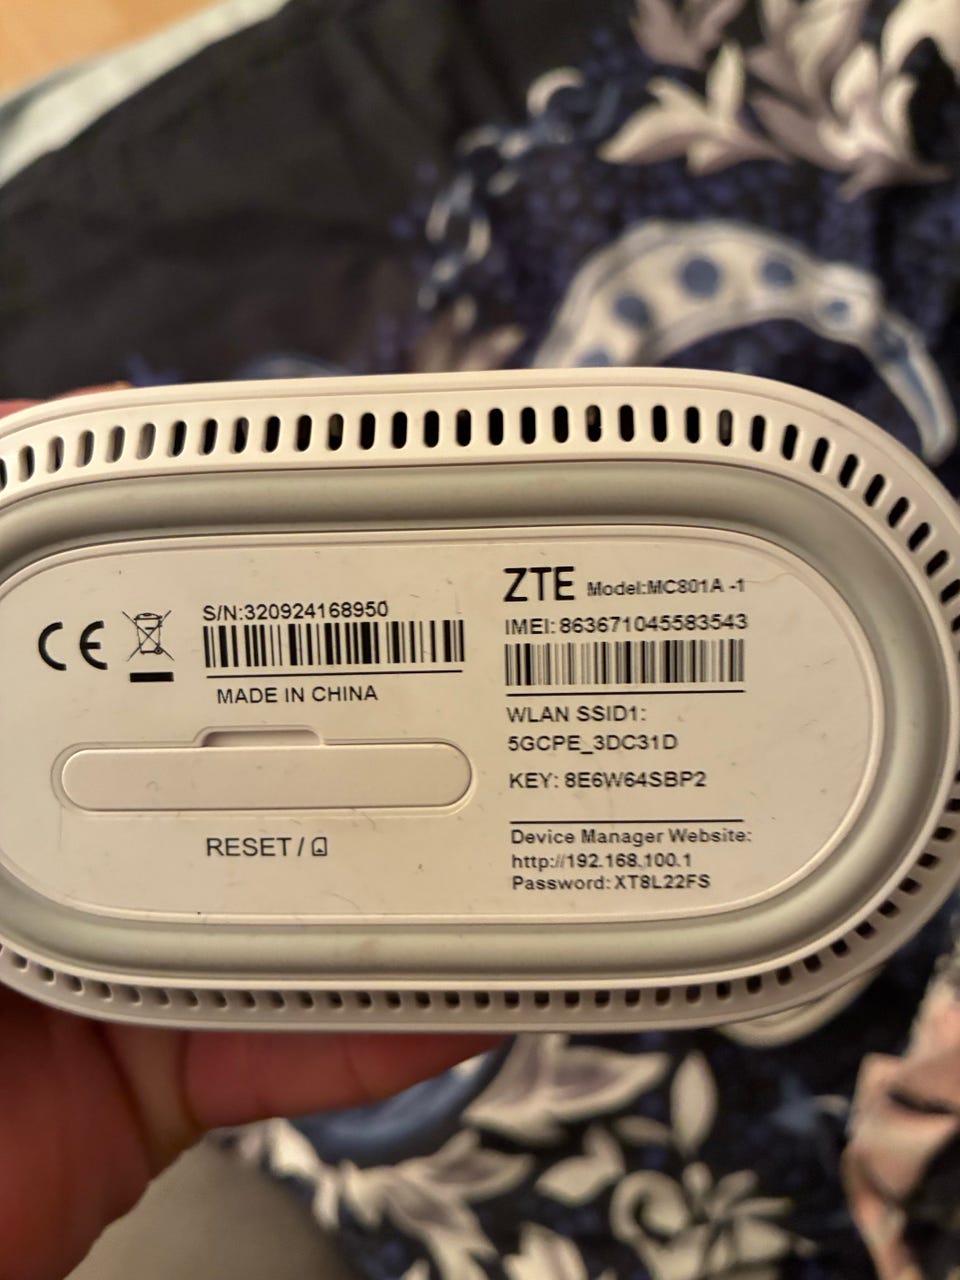 CE
S/N:320924168950
MADE IN CHINA
RESET /
ZTE Model:MC801A -1
IMEI: 863671045583543
WLAN SSID1:
5GCPE_3DC31D
KEY: 8E6W64SBP2
Device Manager Website:
http://192.168.100.1
Password: XT8L22FS